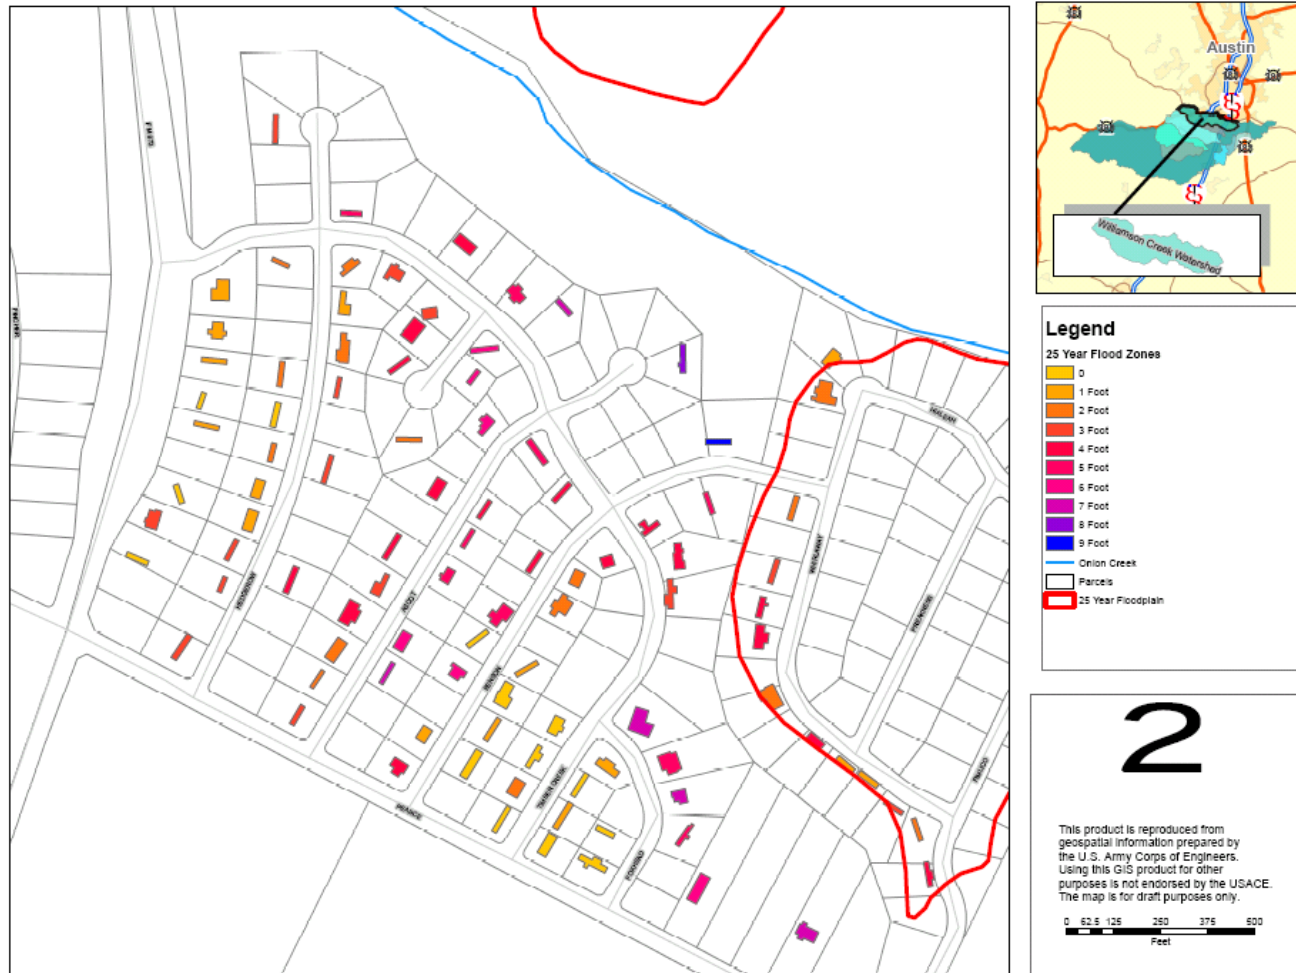 Austin
Williamson Creek Watershed
Legend
25 Year Flood Zones
0
1 Foot
2 Foot
3 Foot
4 Foot
5 Foot
6 Foot
7 Foot
8 Foot
9 Foot
Onion Creek
Parcels
25 Year Floodplain
2
This product is reproduced from
geospatial information prepared by
the U.S. Army Corps of Engineers.
Using this GIS product for other
purposes is not endorsed by the USACE.
The map is for draft purposes only.
0 62.5 125 250 375 500
Feet
PEARCE